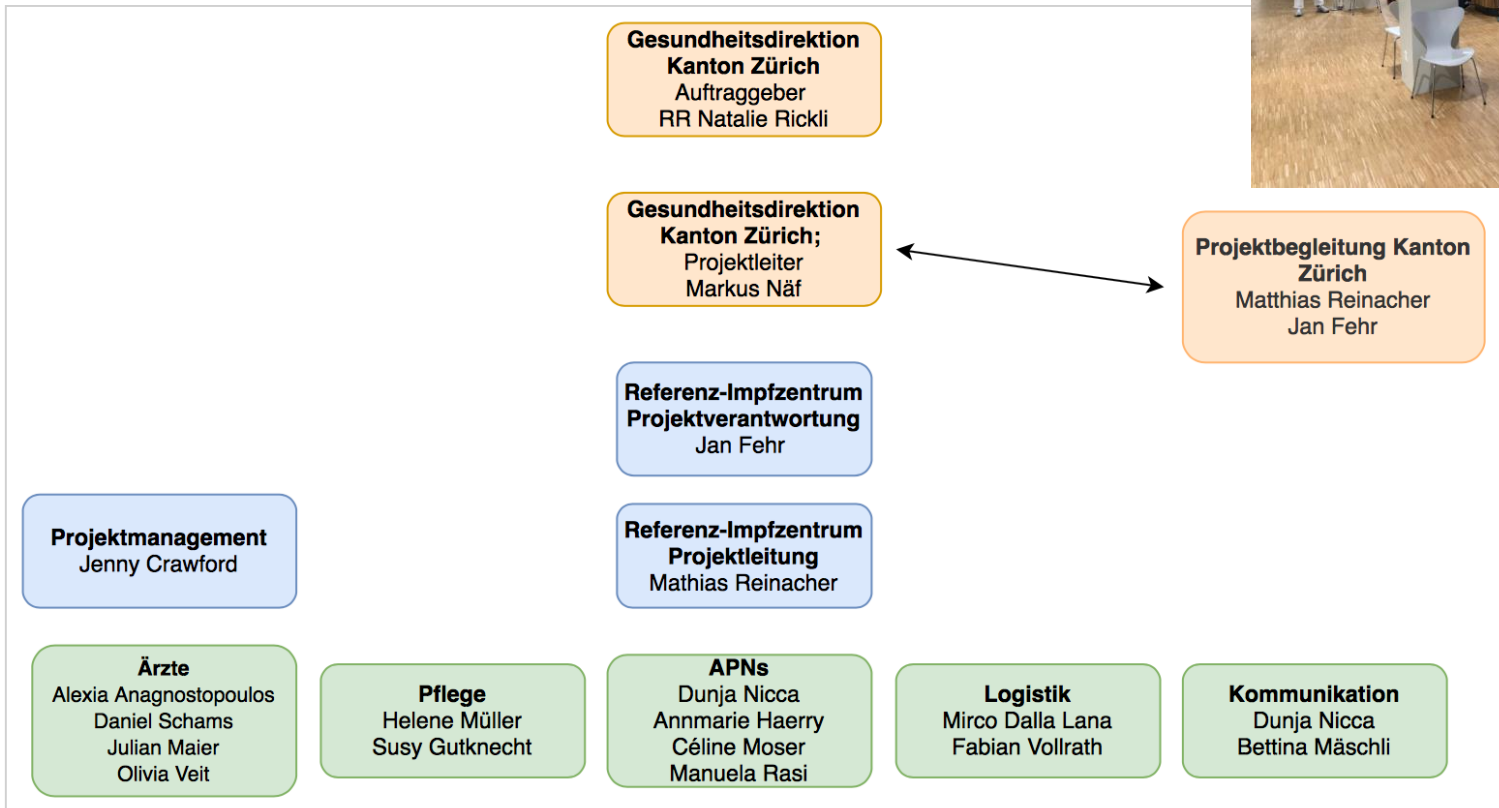 Gesundheitsdirektion
Kanton Zürich
Auftraggeber
RR Natalie Rickli
Gesundheitsdirektion
Kanton Zürich;
Projektleiter
Markus Näf
Projektbegleitung Kanton
Zürich
Matthias Reinacher
Jan Fehr
Referenz-Impfzentrum
Projektverantwortung
Jan Fehr
Projektmanagement
Jenny Crawford
Referenz-Impfzentrum
Projektleitung
Mathias Reinacher
Ärzte
Alexia Anagnostopoulos
Daniel Schams
Julian Maier
Olivia Veit
Pflege
Helene Müller
Susy Gutknecht
APNs
Dunja Nicca
Annmarie Haerry
Céline Moser
Manuela Rasi
Logistik
Mirco Dalla Lana
Fabian Vollrath
Kommunikation
Dunja Nicca
Bettina Mäschli